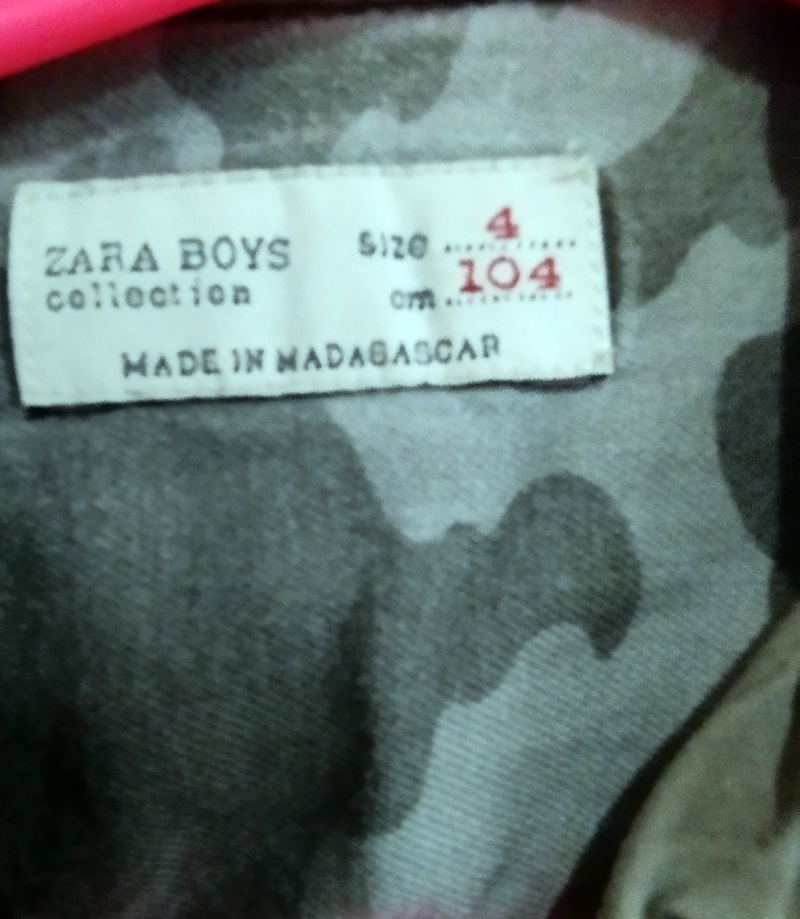 ZARA BOYS
collection
size 4
cm 104
MADE IN MADAGASCAR